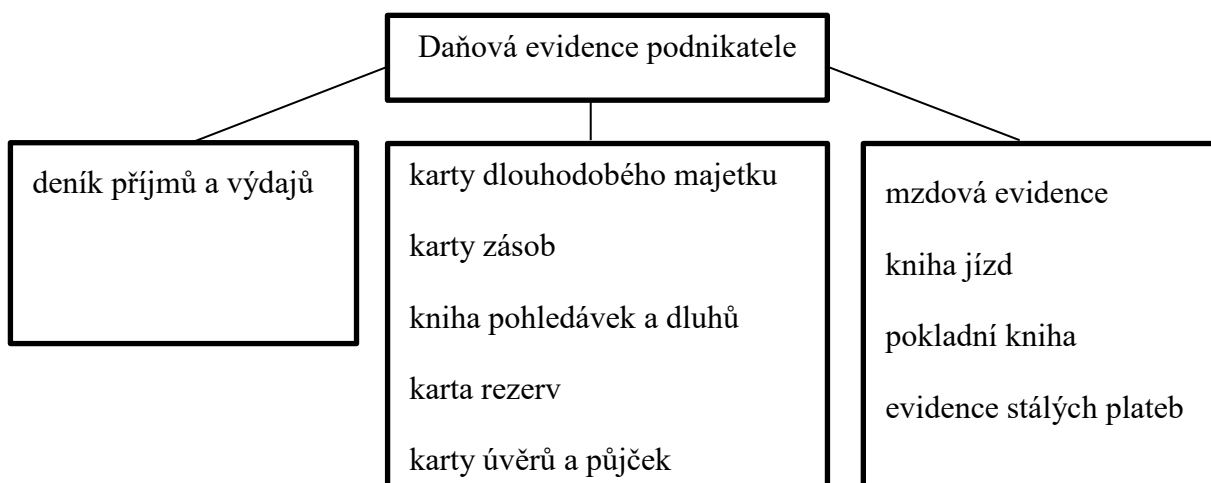 Daňová evidence podnikatele
deník příjmů a výdajů
karty dlouhodobého majetku
karty zásob
kniha pohledávek a dluhů
karta rezerv
karty úvěrů a půjček
mzdová evidence
kniha jízd
pokladní kniha
evidence stálých plateb